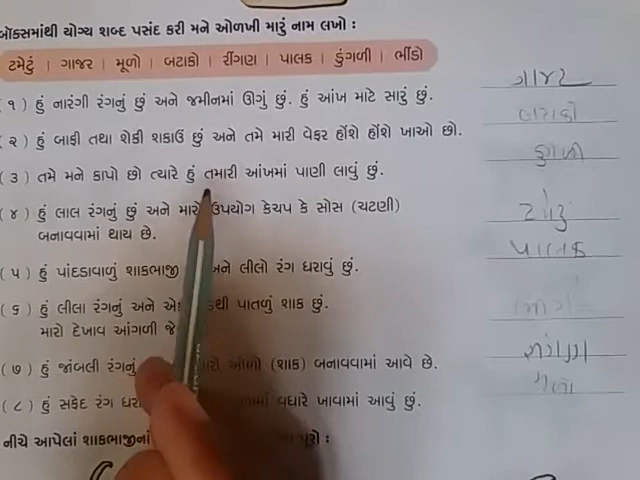 બૉક્સમાંથી યોગ્ય શબ્દ પસંદ કરી મને ઓળખી મારું નામ લખો :
ટમેટું | ગાજર | મૂળો | બટાકો | રીંગણ | પાલક | ડુંગળી | ભીંડો
(૧) હું નારંગી રંગનું છું અને જમીનમાં ઊગું છું. હું આંખ માટે સારું છું. ગાજર
(૨) હું બાફી તથા શેકી શકાઉં છું અને તમે મારી વેફર હોંશે હોંશે ખાઓ છો. બટાકો
(૩) તમે મને કાપો છો ત્યારે હું તમારી આંખમાં પાણી લાવું છું.
(૪) હું લાલ રંગનું છું અને મારો ઉપયોગ કેચપ કે સોસ (ચટણી)
બનાવવામાં થાય છે. ટમેટું
(૫) હું પાંદડાવાળું શાકભાજી અને લીલો રંગ ધરાવું છું. પાલક
(૬) હું લીલા રંગનું અને પાતળું શાક છું.
મારો દેખાવ આંગળી
(૭) હું જાંબલી રંગનું ઓળો (શાક) બનાવવામાં આવે છે.
(૮) હું સફેદ રંગ વધારે ખાવામાં આવું છું.
નીચે આપેલાં શાકભાજીનાં